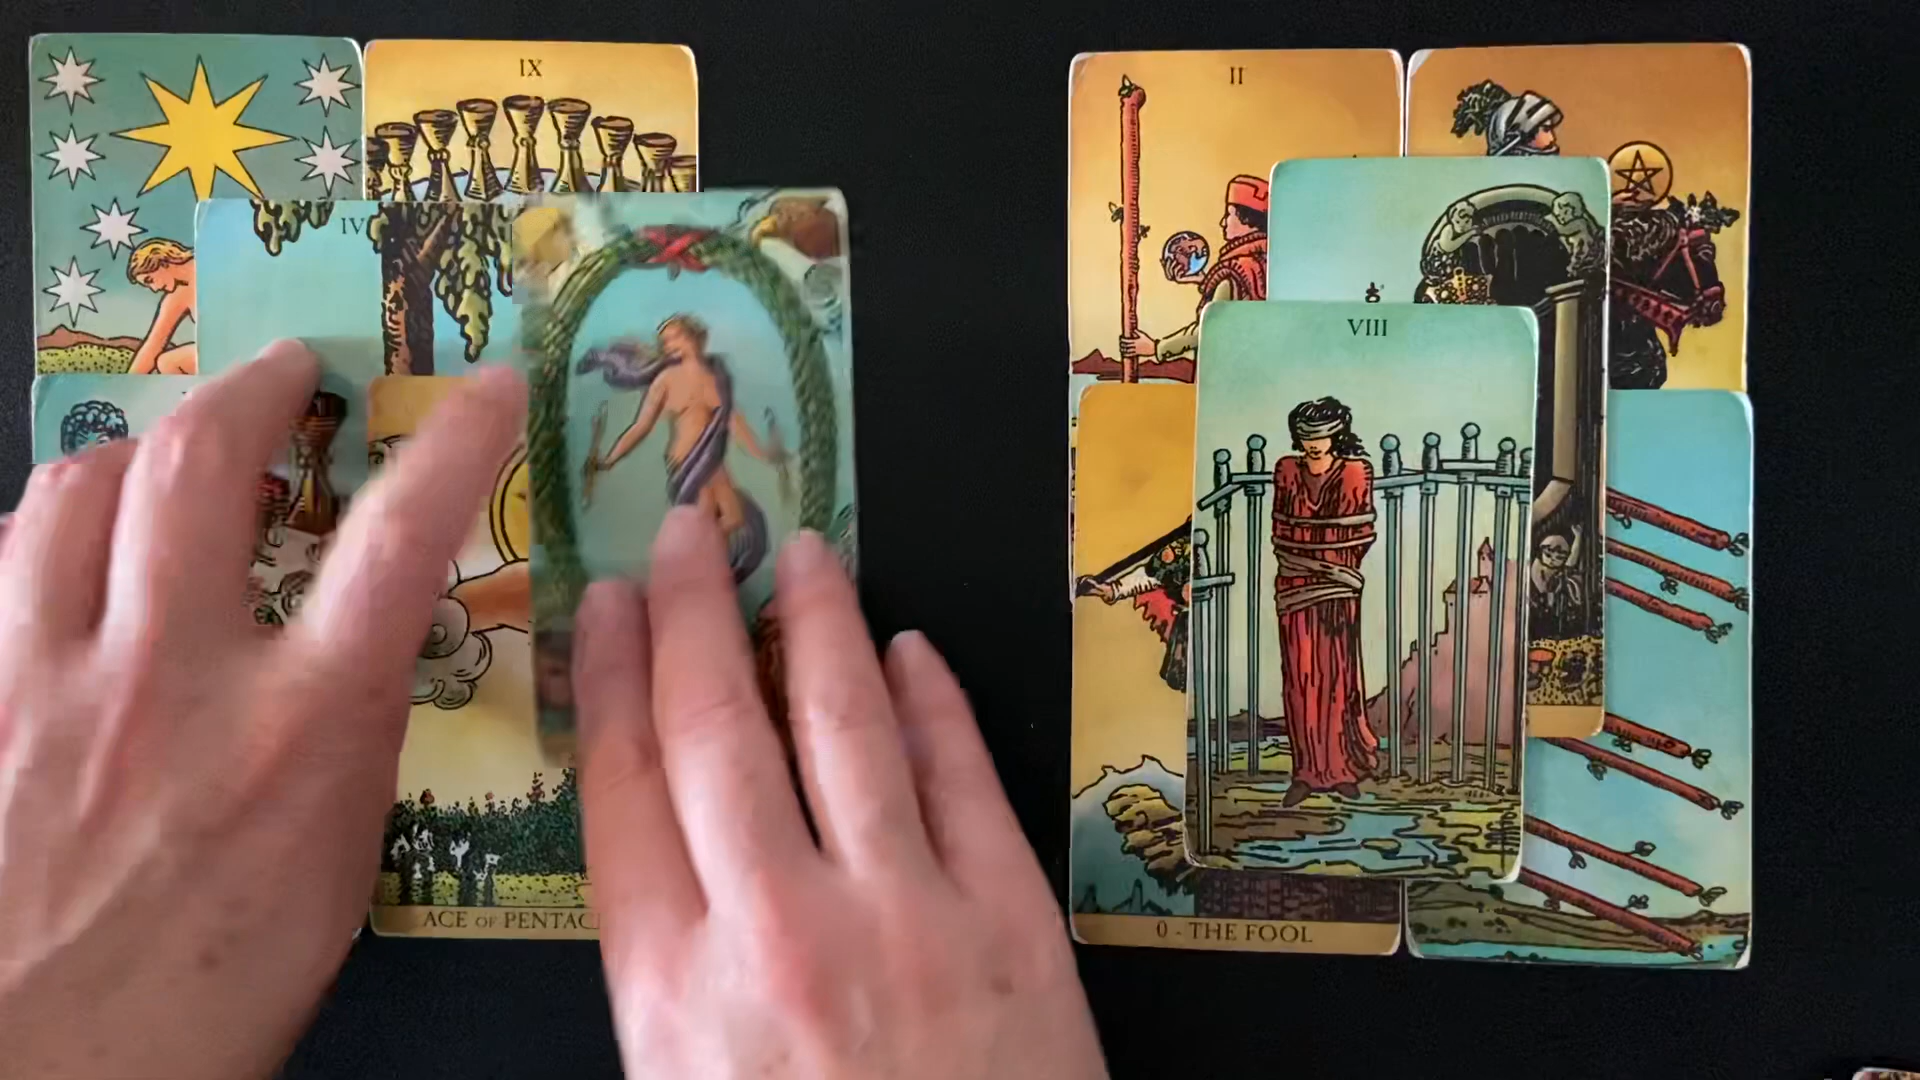 IX
II
IV
VIII
ACE OF PENTAC
0 - THE FOOL